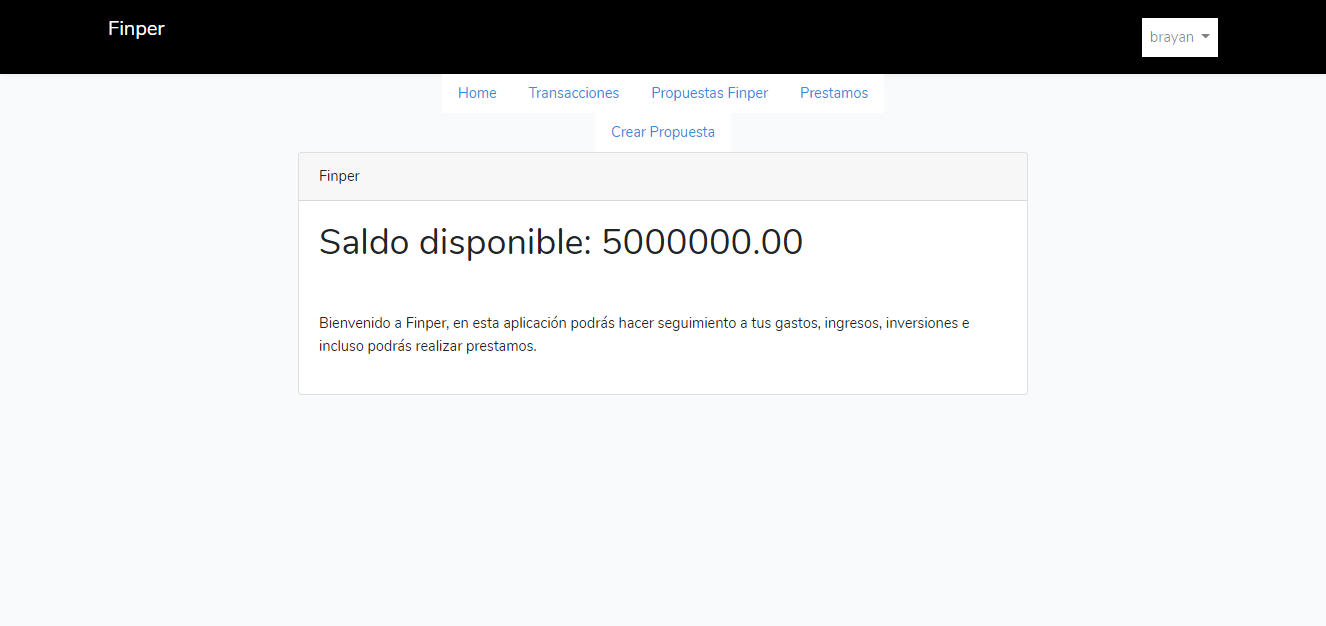 Finper
brayan
Home Transacciones Propuestas Finper Prestamos
Crear Propuesta
Finper
Saldo disponible: 5000000.00
Bienvenido a Finper, en esta aplicación podrás hacer seguimiento a tus gastos, ingresos, inversiones e
incluso podrás realizar prestamos.